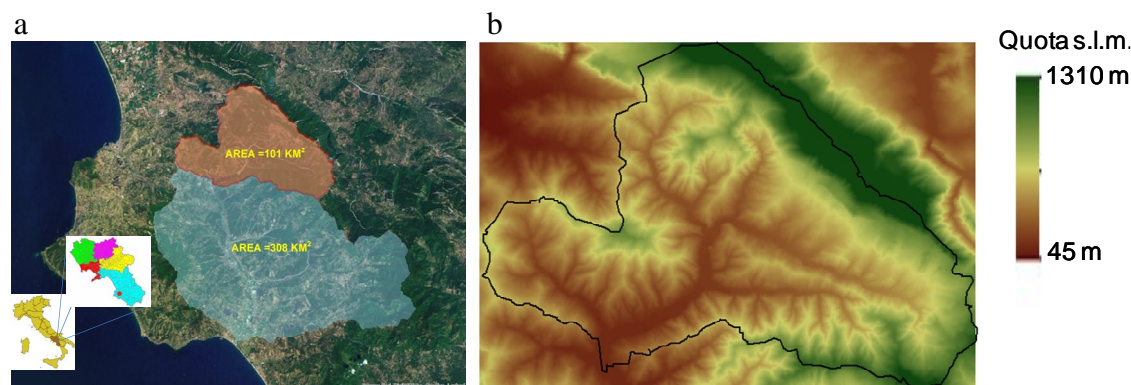 a
b
AREA =101 KM²
AREA =308 KM²
Quota s.l.m.
1310 m
45 m